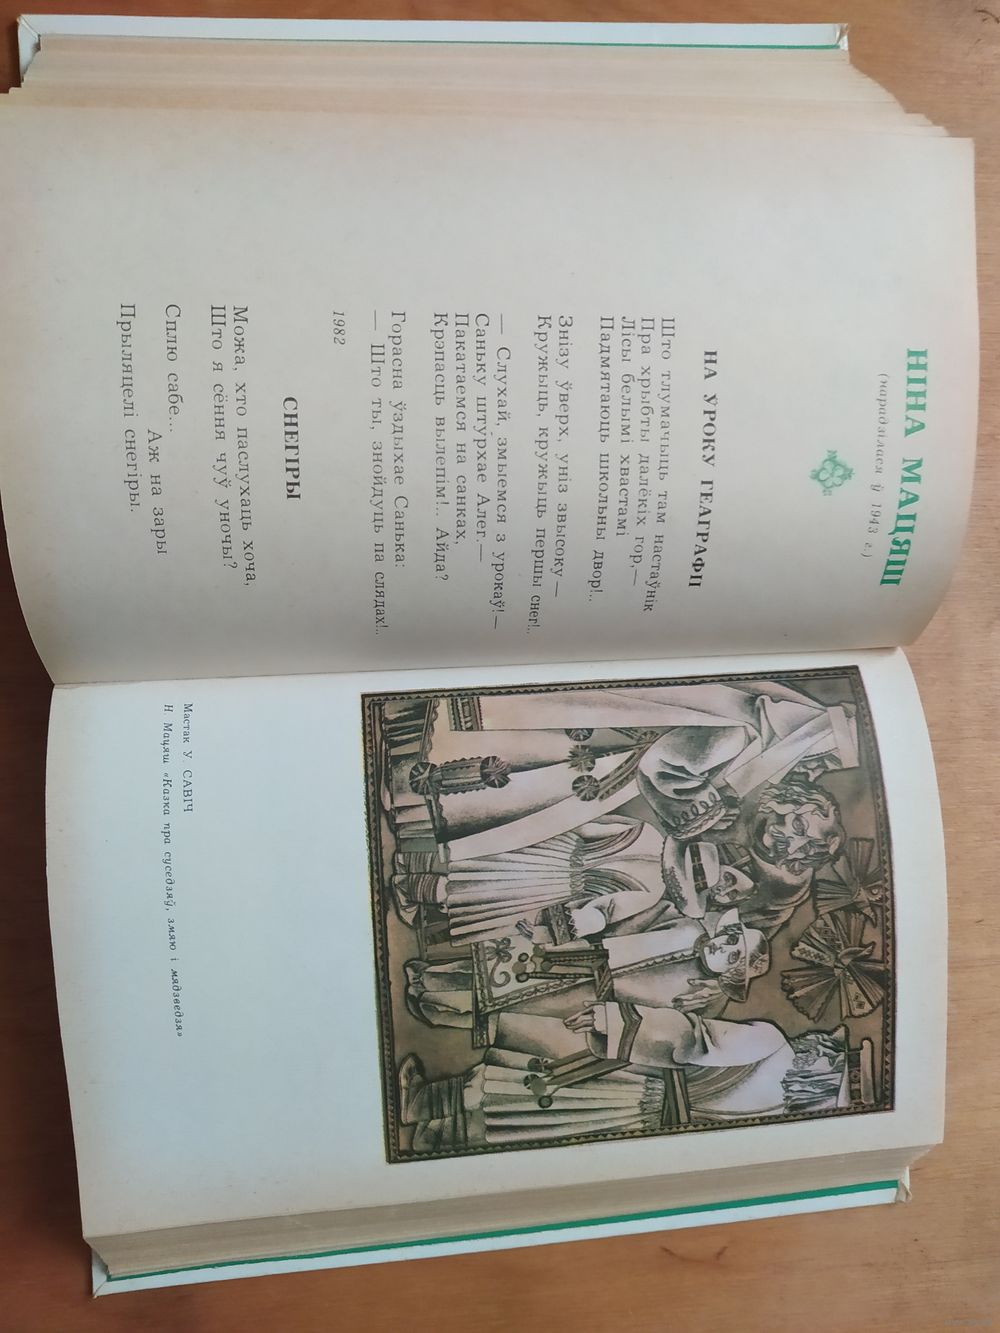 НІНА МАЦЯШ
(нарадзілася ў 1943 г.)
НА ЎРОКУ ГЕАГРАФІІ
Што тлумачыць там настаўнік
Пра хрыбты далёкіх гор,—
Лісы белымі хвастамі
Падмятаюць школьны двор!..
Знізу ўверх, уніз звысоку—
Кружыць, кружыць першы снег!..
— Слухай, змыемся з урокаў!—
Саньку шту́рхае Алег.—
Пакатаемся на санках,
Крэпасць вылепім!.. Айда?
Горасна ўздыхае Санька:
— Што ты, знойдуць па слядах!..
1982
СНЕГІРЫ
Можа, хто паслухаць хоча,
Што я сёння чуў уночы?
Сплю сабе...
Аж на зары
Прыляцелі снегіры.
Мастак У. САВІЧ
Н. Мацяш «Казка пра суседзяў, змяю і мядзведзя»